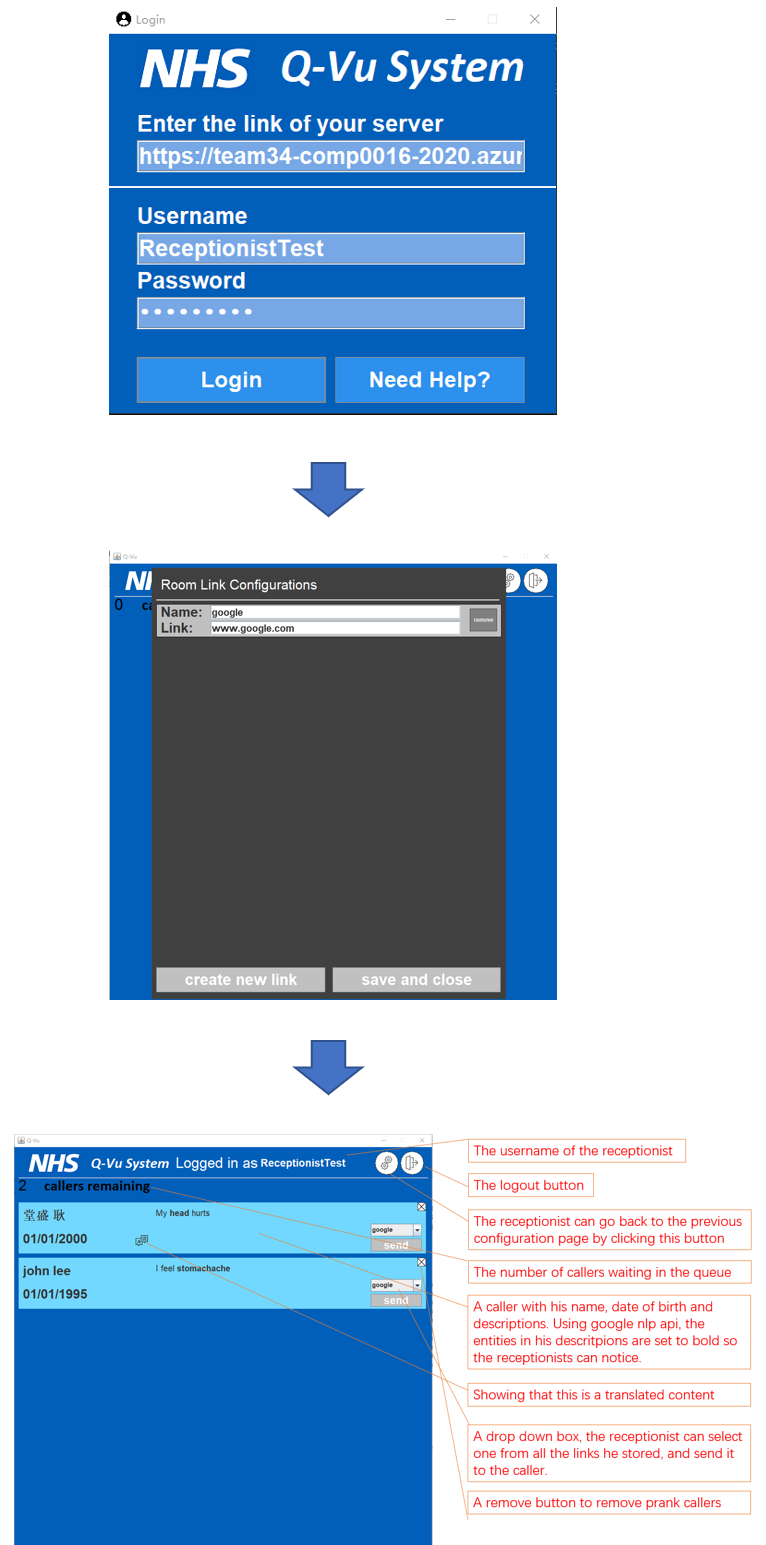 Login
NHS Q-Vu System
Enter the link of your server
https://team34-comp0016-2020.azur
Username
ReceptionistTest
Password
•••••••••
Login Need Help?
Q-Vu
Room Link Configurations
0 ca
Name: google
Link: www.google.com
remove
create new link save and close
Q-Vu
NHS Q-Vu System Logged in as ReceptionistTest
2 callers remaining
堂盛 耿
My head hurts
01/01/2000
google
send
john lee
I feel stomachache
01/01/1995
google
send
The username of the receptionist
The logout button
The receptionist can go back to the previous
configuration page by clicking this button
The number of callers waiting in the queue
A caller with his name, date of birth and
descriptions. Using google nlp api, the
entities in his descritpions are set to bold so
the receptionists can notice.
Showing that this is a translated content
A drop down box, the receptionist can select
one from all the links he stored, and send it
to the caller.
A remove button to remove prank callers